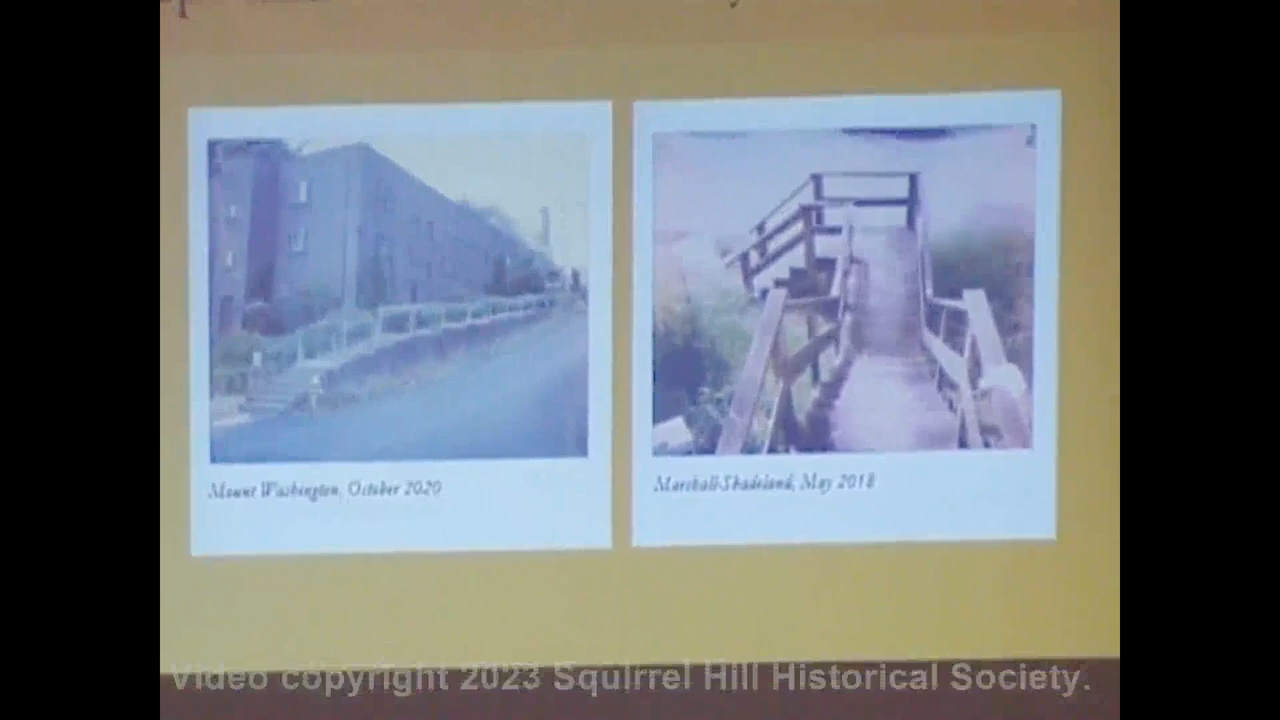 Mount Washington, October 2020
Marshall-Shadeland, May 2018
Video copyright 2023 Squirrel Hill Historical Society.